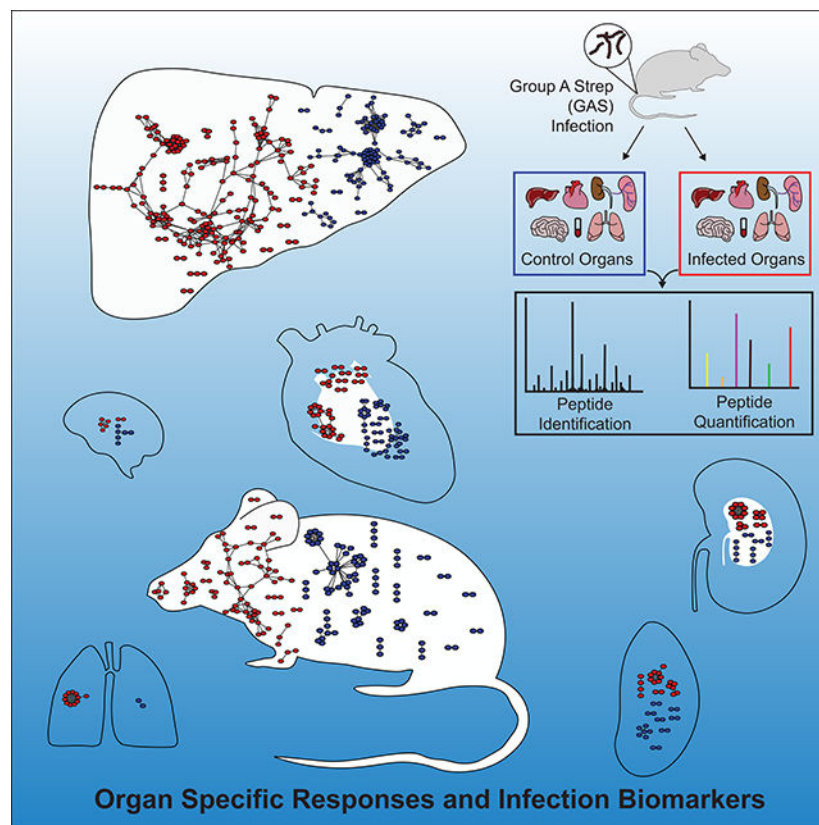 Group A Strep
(GAS)
Infection
Control Organs
Infected Organs
Peptide
Identification
Peptide
Quantification
Organ Specific Responses and Infection Biomarkers